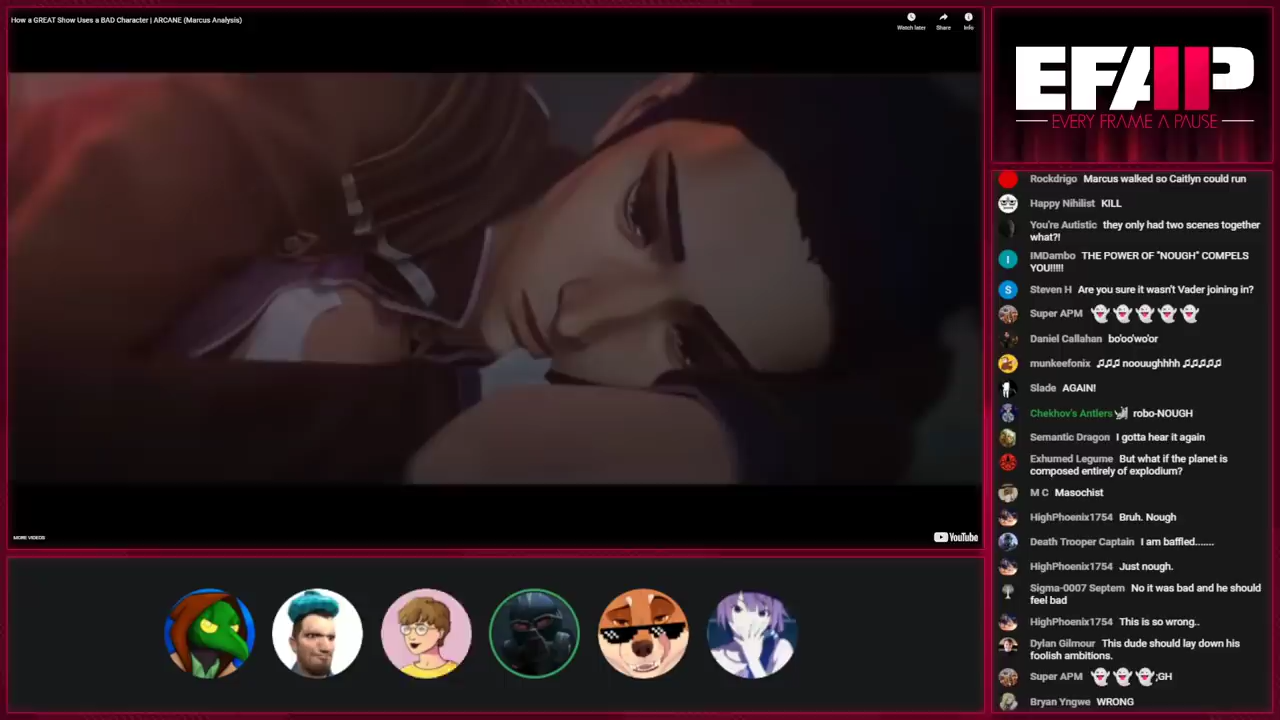 How a GREAT Show Uses a BAD Character | ARCANE (Marcus Analysis)
Watch later
Share
Info
MORE VIDEOS
YouTube
EFAP
EVERY FRAME A PAUSE
Rockdrigo Marcus walked so Caitlyn could run
Happy Nihilist KILL
You're Autistic they only had two scenes together
what?!
IMDambo THE POWER OF "NOUGH" COMPELS
YOU!!!!!
Steven H Are you sure it wasn't Vader joining in?
Super APM 👻👻👻👻👻
Daniel Callahan bo'oo'wo'or
munkeefonix ♫♫♫ noouughhhh ♫♫♫♫♫
Slade AGAIN!
Chekhov's Antlers robo-NOUGH
Semantic Dragon I gotta hear it again
Exhumed Legume But what if the planet is
composed entirely of explodium?
M C Masochist
HighPhoenix1754 Bruh. Nough
Death Trooper Captain I am baffled.......
HighPhoenix1754 Just nough.
Sigma-0007 Septem No it was bad and he should
feel bad
HighPhoenix1754 This is so wrong..
Dylan Gilmour This dude should lay down his
foolish ambitions.
Super APM 👻👻👻;GH
Bryan Yngwe WRONG
I
S